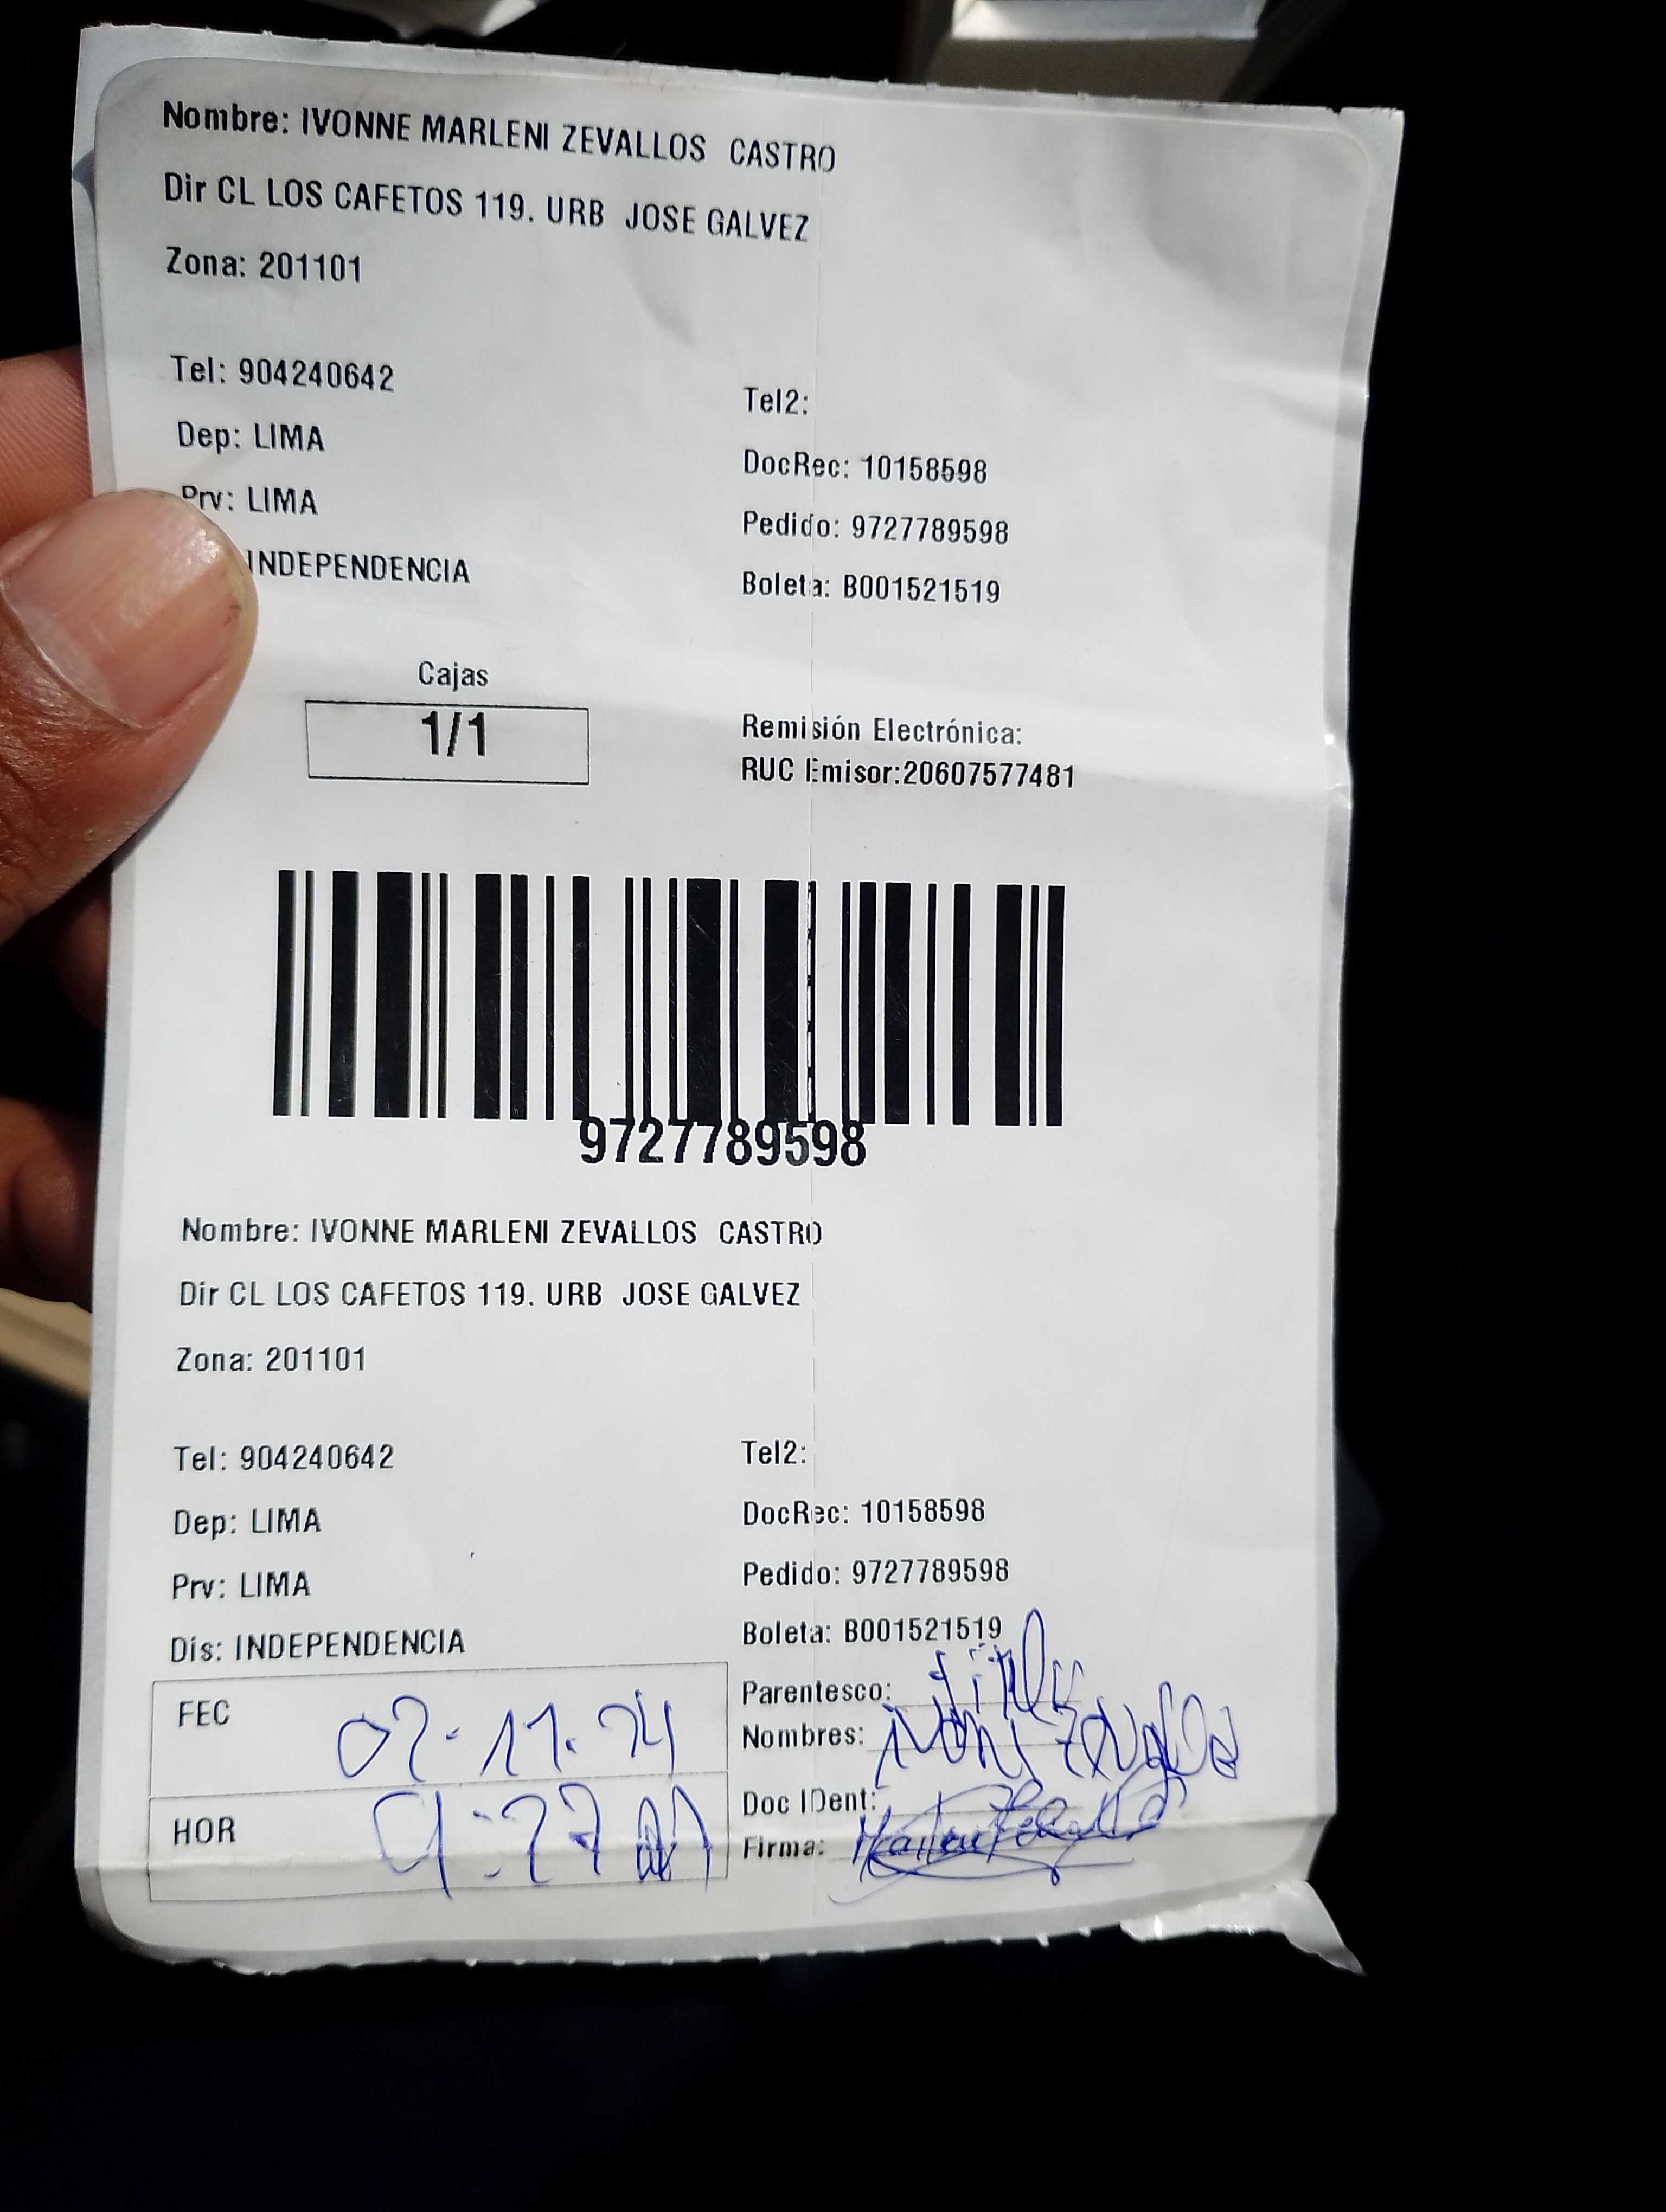 Nombre: IVONNE MARLENI ZEVALLOS CASTRO
Dir CL LOS CAFETOS 119. URB JOSE GALVEZ
Zona: 201101
Tel: 904240642
Tel2:
Dep: LIMA
DocRec: 10158598
Prv: LIMA
Pedido: 9727789598
INDEPENDENCIA
Boleta: B001521519
Cajas
1/1
Remisión Electrónica:
RUC Emisor:20607577481
9727789598
Nombre: IVONNE MARLENI ZEVALLOS CASTRO
Dir CL LOS CAFETOS 119. URB JOSE GALVEZ
Zona: 201101
Tel: 904240642
Tel2:
Dep: LIMA
DocRec: 10158598
Prv: LIMA
Pedido: 9727789598
Dis: INDEPENDENCIA
Boleta: B001521519
FEC
Parentesco:
Nombres:
HOR
Doc IDent:
Firma: